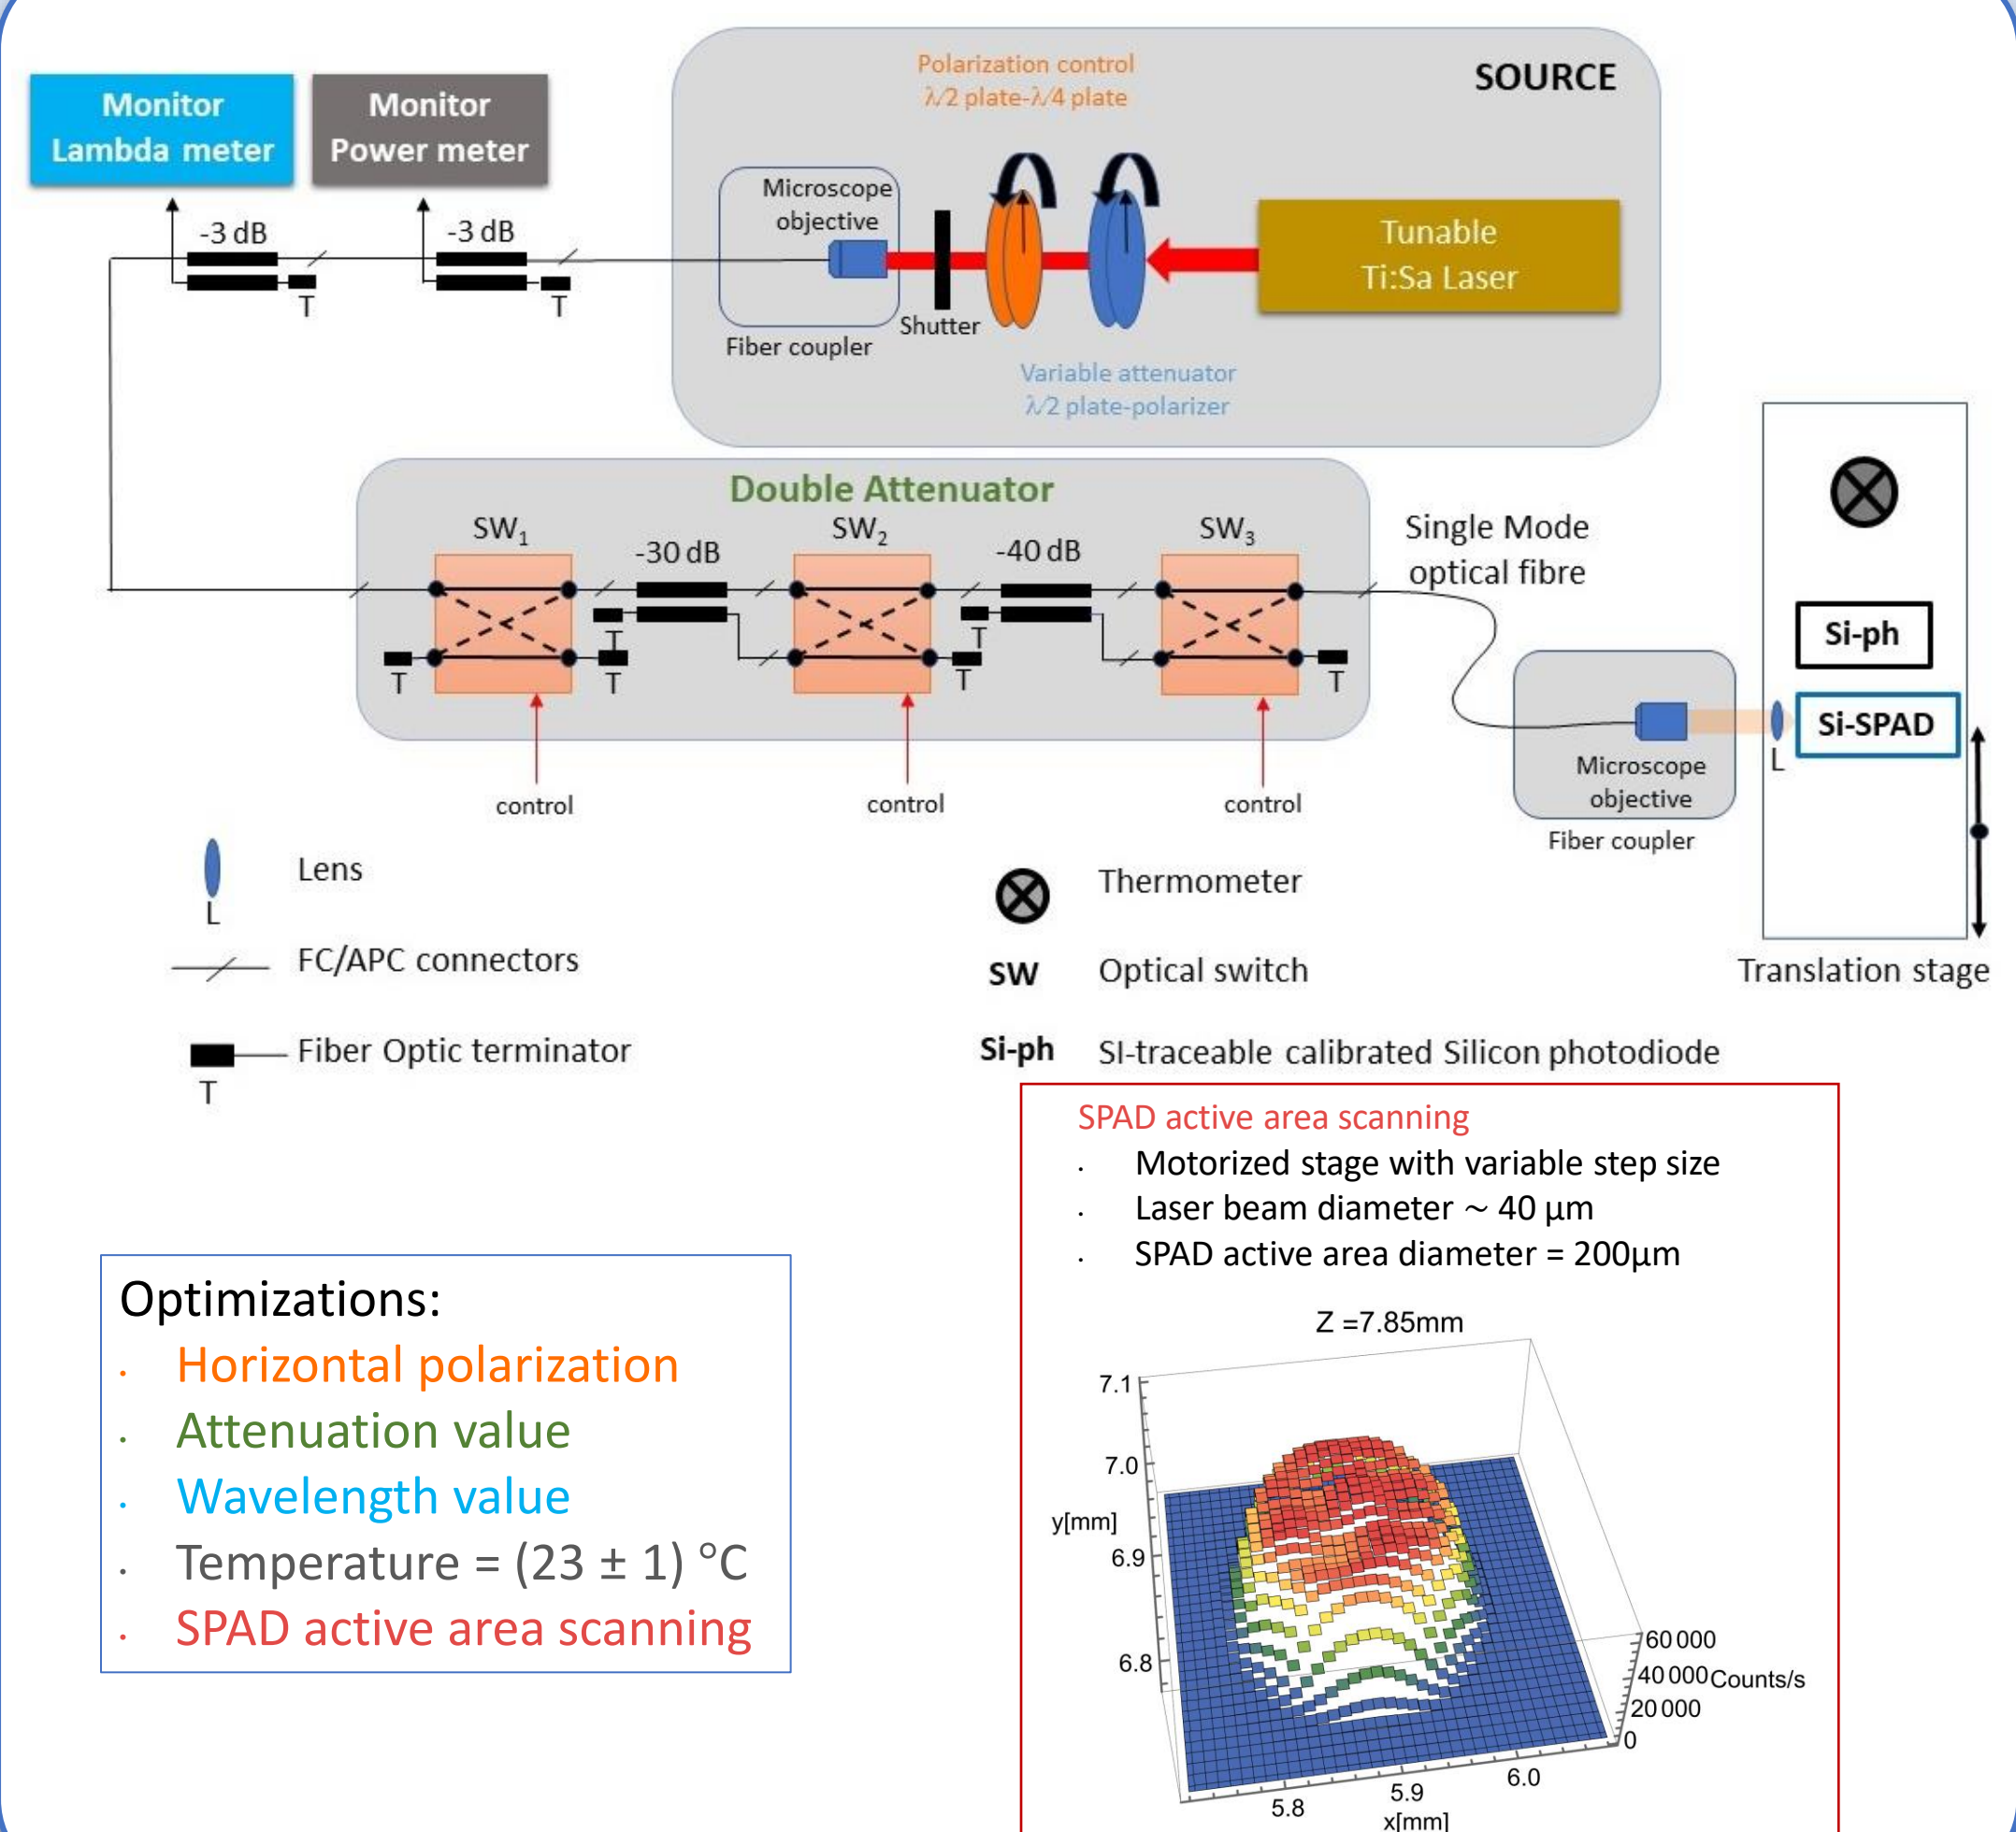 Polarization control
λ/2 plate-λ/4 plate
SOURCE
Monitor
Lambda meter
Monitor
Power meter
Microscope
objective
Tunable
Ti:Sa Laser
-3 dB
-3 dB
T
T
Shutter
Fiber coupler
Variable attenuator
λ/2 plate-polarizer
Double Attenuator
SW₁
-30 dB
SW₂
-40 dB
SW₃
Single Mode
optical fibre
T
T
T
T
T
T
T
control
control
control
Si-ph
Si-SPAD
L
Microscope
objective
Fiber coupler
Translation stage
L
Lens
FC/APC connectors
T
Fiber Optic terminator
Thermometer
SW
Optical switch
Si-ph
SI-traceable calibrated Silicon photodiode
Optimizations:
· Horizontal polarization
· Attenuation value
· Wavelength value
· Temperature = (23 ± 1) °C
· SPAD active area scanning
SPAD active area scanning
· Motorized stage with variable step size
· Laser beam diameter ~ 40 µm
· SPAD active area diameter = 200µm
Z =7.85mm
7.1
7.0
y[mm]
6.9
6.8
60 000
40 000
Counts/s
20 000
0
5.8
5.9
6.0
x[mm]